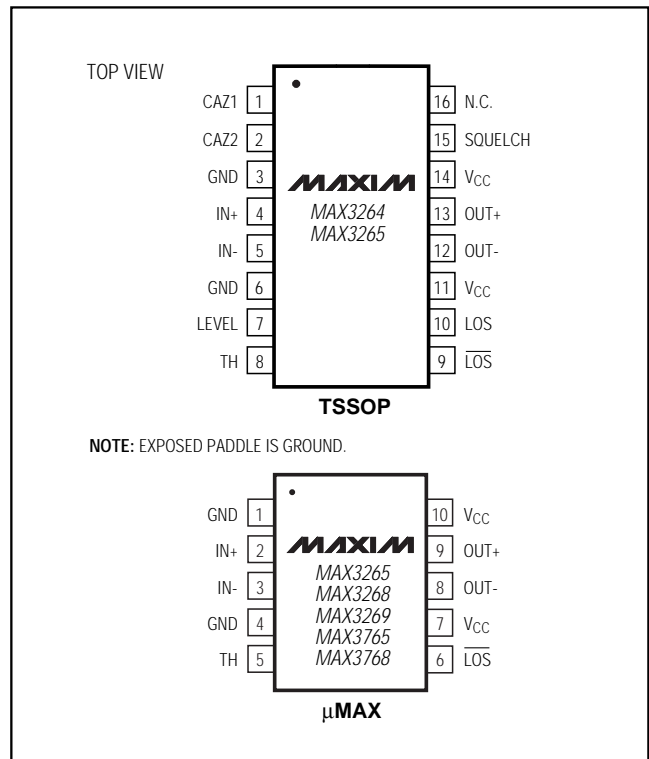 TOP VIEW
CAZ1 1
CAZ2 2
GND 3
IN+ 4
IN- 5
GND 6
LEVEL 7
TH 8
MAXIM
MAX3264
MAX3265
16 N.C.
15 SQUELCH
14 VCC
13 OUT+
12 OUT-
11 VCC
10 LOS
9 L̅O̅S̅
TSSOP
NOTE: EXPOSED PADDLE IS GROUND.
GND 1
IN+ 2
IN- 3
GND 4
TH 5
MAXIM
MAX3265
MAX3268
MAX3269
MAX3765
MAX3768
10 VCC
9 OUT+
8 OUT-
7 VCC
6 L̅O̅S̅
µMAX